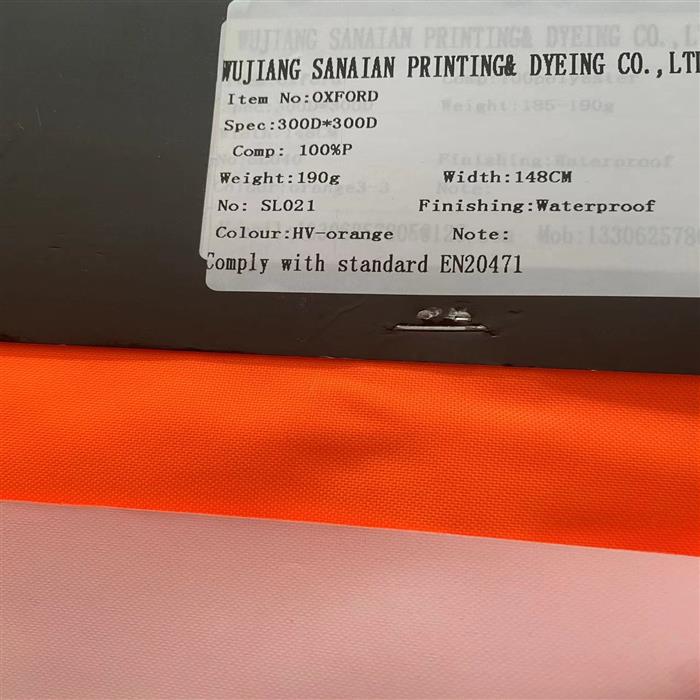 WUJIANG SANAIAN PRINTING& DYEING CO.,LT
Item No:OXFORD
Spec:300D*300D
Comp: 100%P
Weight:190g Width:148CM
No: SL021 Finishing:Waterproof
Colour:HV-orange Note:
Comply with standard EN20471